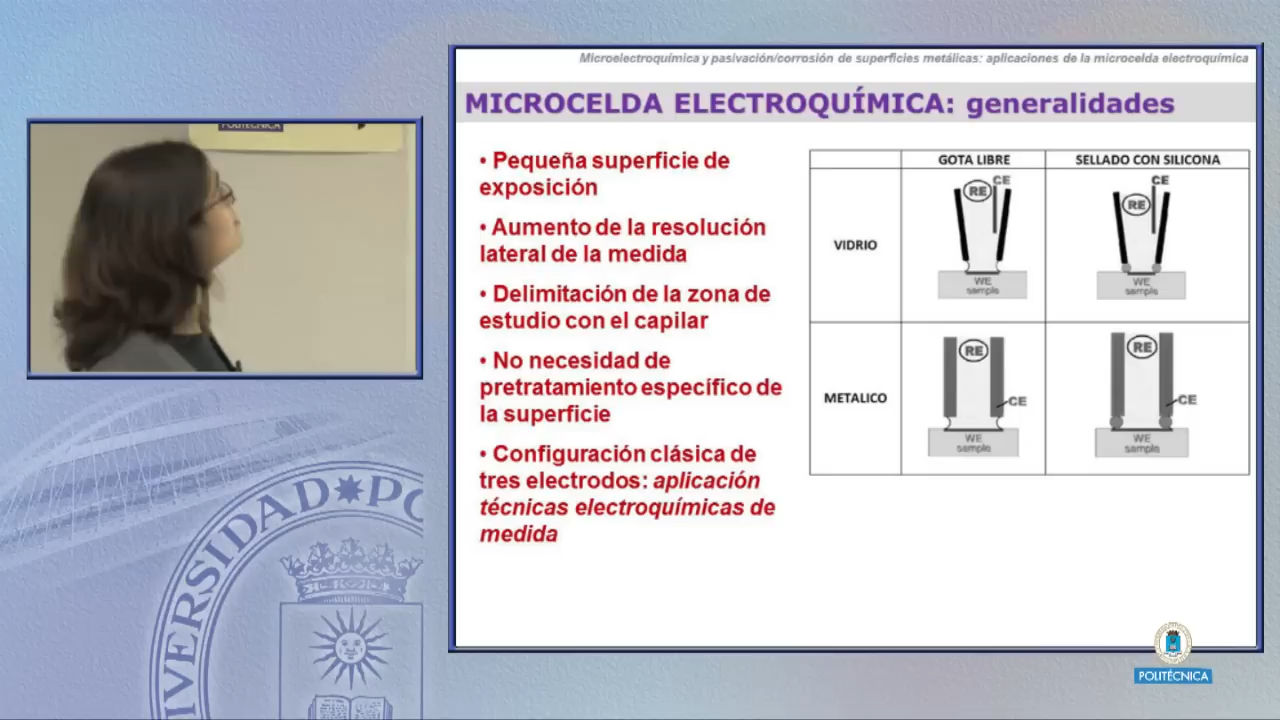 Microelectroquímica y pasivación/corrosión de superficies metálicas: aplicaciones de la microcelda electroquímica
MICROCELDA ELECTROQUÍMICA: generalidades
POLITÉCNICA
• Pequeña superficie de
exposición
• Aumento de la resolución
lateral de la medida
• Delimitación de la zona de
estudio con el capilar
• No necesidad de
pretratamiento específico de
la superficie
• Configuración clásica de
tres electrodos: aplicación
técnicas electroquímicas de
medida
GOTA LIBRE
SELLADO CON SILICONA
VIDRIO
RE
CE
WE
sample
RE
CE
WE
sample
METALICO
RE
CE
WE
sample
RE
CE
WE
sample
VERSIDAD PO
POLITÉCNICA